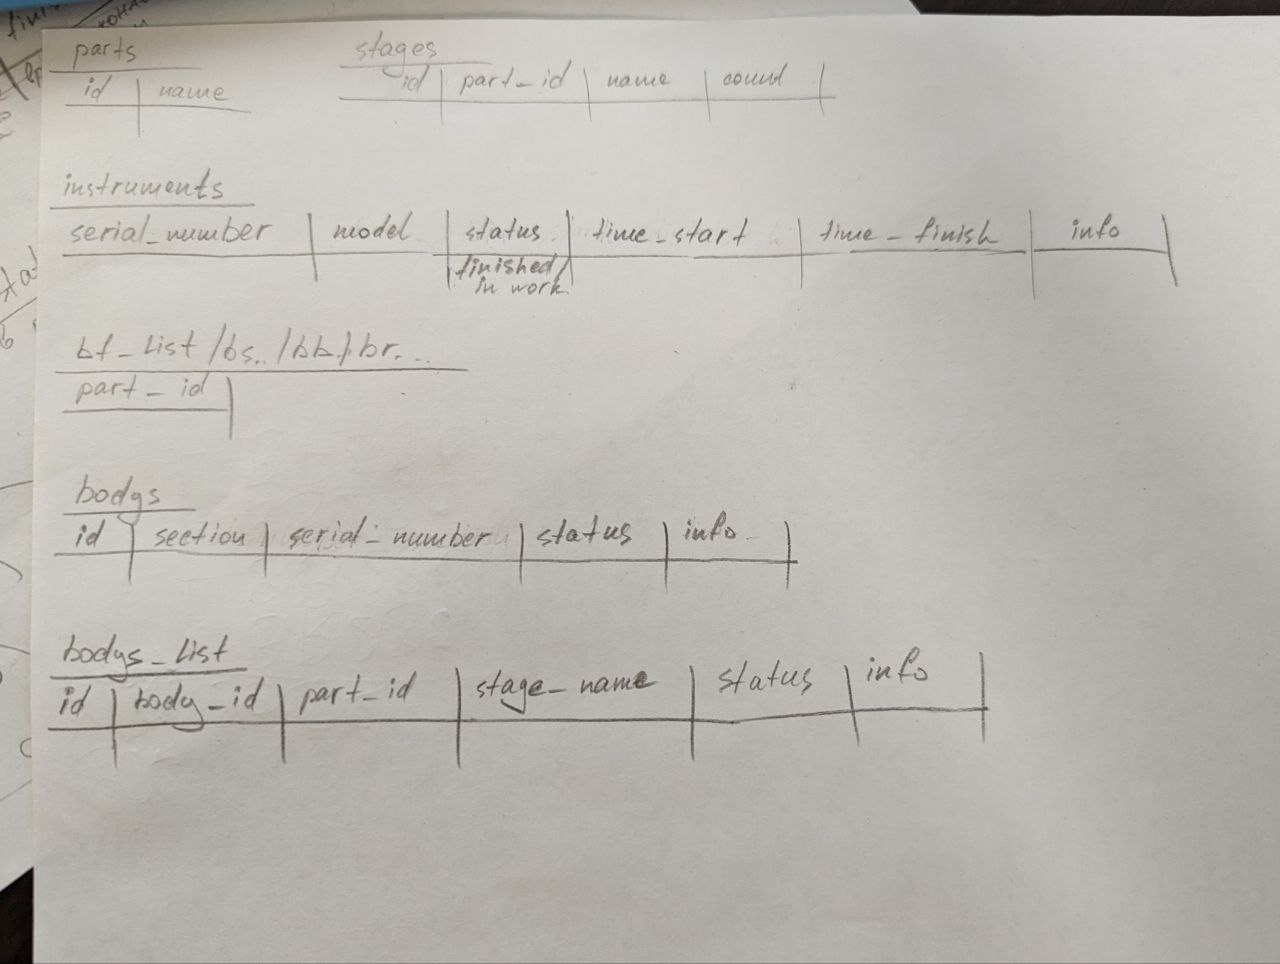 parts
stages
id name
id part_id name count
instruments
serial_number model status time_start time_finish info
finished/
in work
bf_list /bs.. /bb./br...
part_id
bodys
id section serial_number status info
bodys_list
id body_id part_id stage_name status info